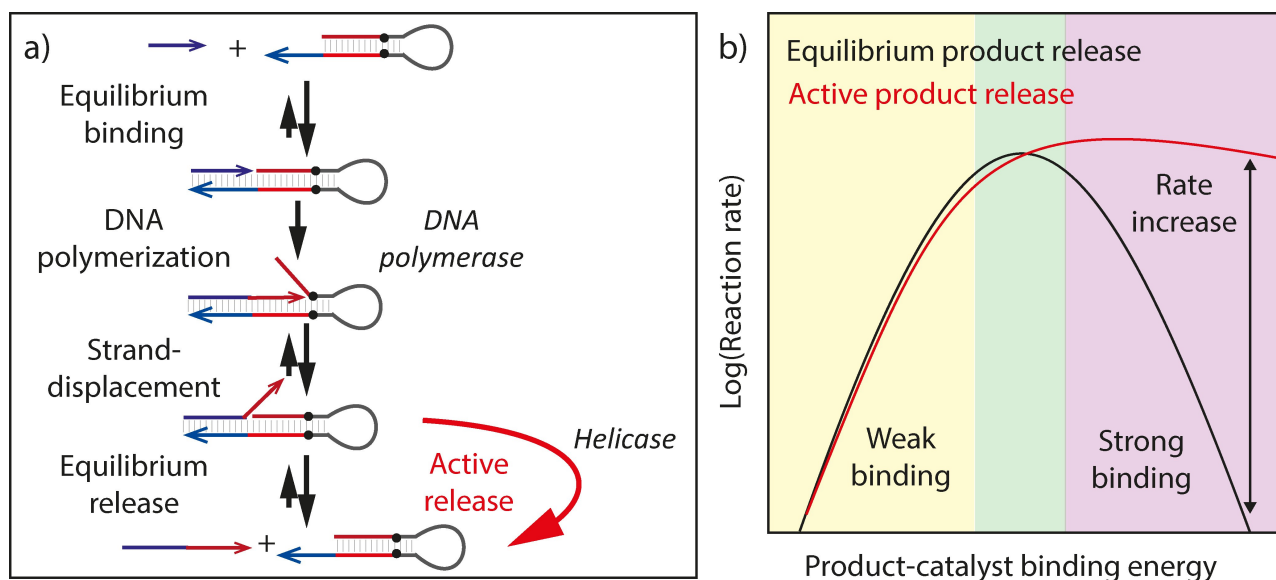 a)
+
Equilibrium
binding
DNA
polymerization
DNA
polymerase
Strand-
displacement
Equilibrium
release
Active
release
Helicase
+
b)
Equilibrium product release
Active product release
Log(Reaction rate)
Rate
increase
Weak
binding
Strong
binding
Product-catalyst binding energy